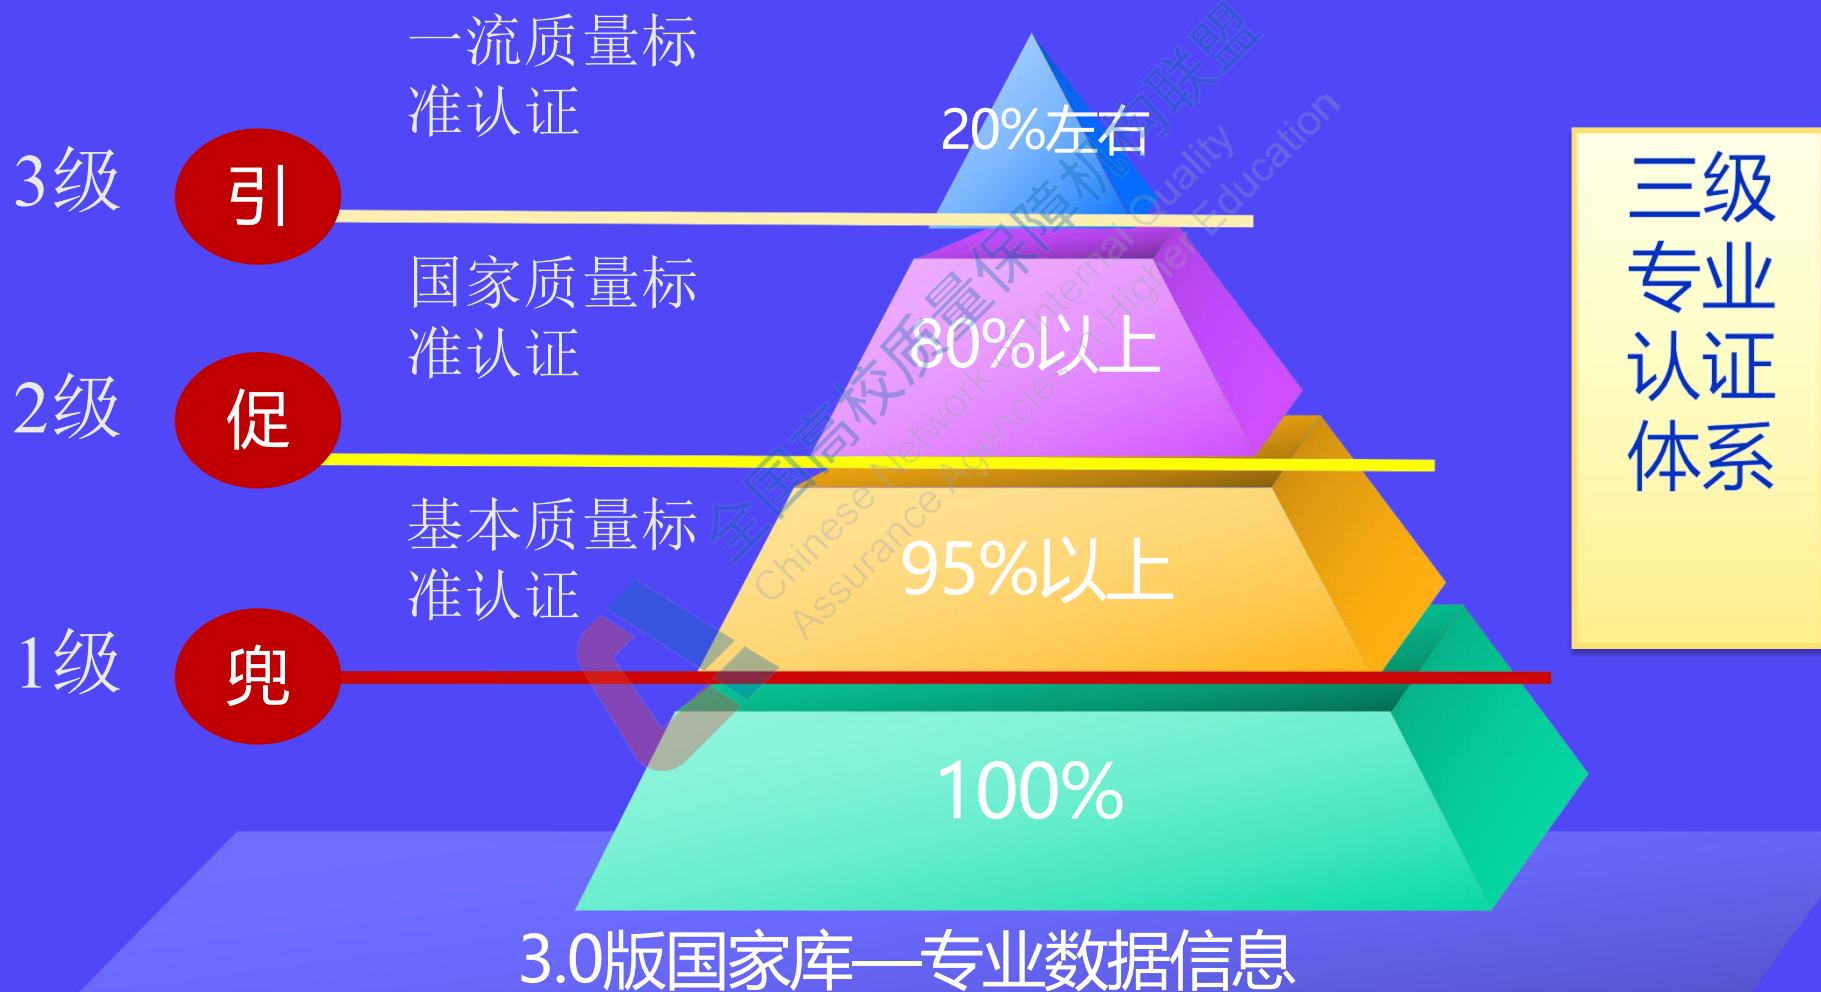 一流质量标
准认证
3级
引
20%左右
国家质量标
准认证
2级
促
80%以上
基本质量标
准认证
1级
兜
95%以上
100%
3.0版国家库—专业数据信息
三级
专业
认证
体系
全国高校质量保障机构联盟
Chinese Network of Internal Quality
Assurance Agencies in Higher Education